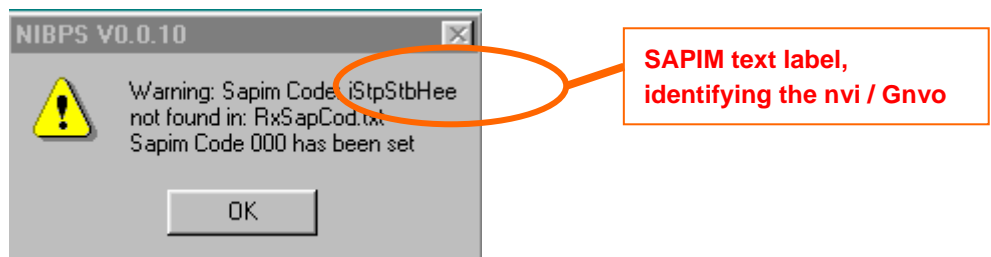 NIBPS V0.0.10
Warning: Sapim Code: iStpStbHee
not found in: RxSapCod.txt
Sapim Code 000 has been set
OK
SAPIM text label,
identifying the nvi / Gnvo